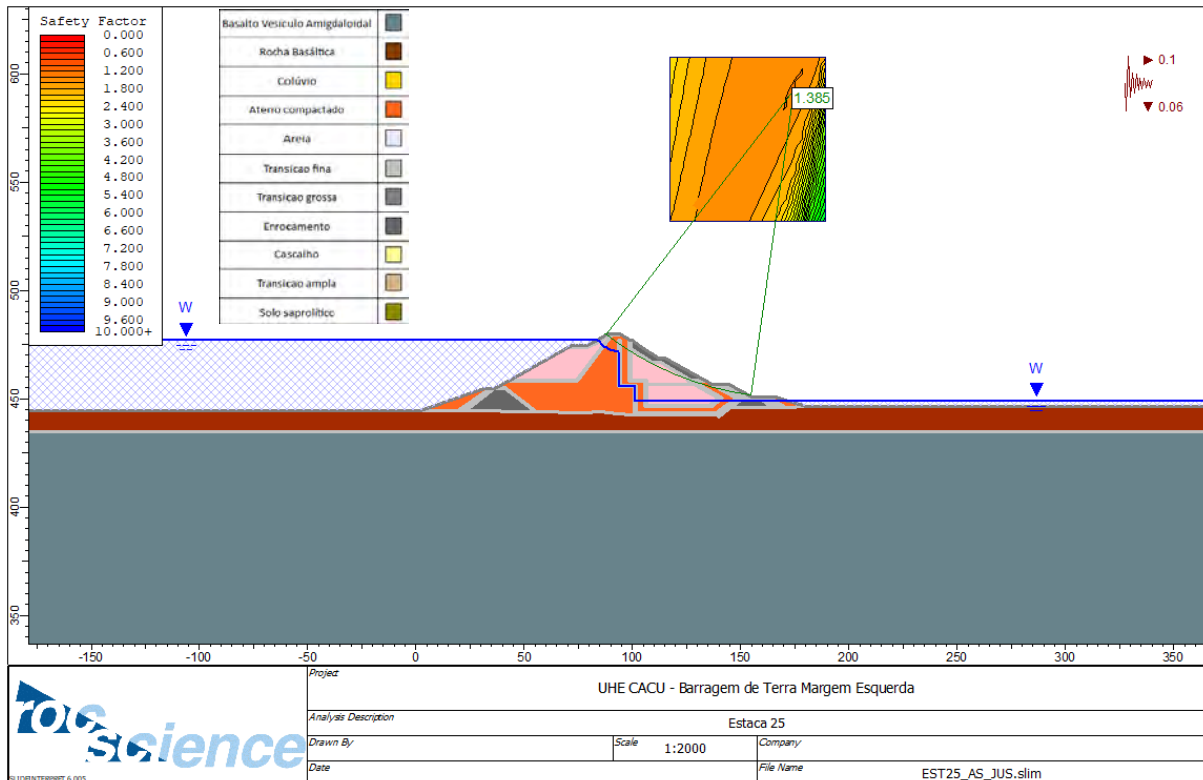 Safety Factor
0.000
0.600
1.200
1.800
2.400
3.000
3.600
4.200
4.800
5.400
6.000
6.600
7.200
7.800
8.400
9.000
9.600
10.000+
Basalto Vesiculo Amigdaloidal
Rocha Basáltica
Colúvio
Aterro compactado
Areia
Transicao fina
Transicao grossa
Enrocamento
Cascalho
Transicao ampla
Solo saprolítico
1.385
0.1
0.06
W
W
600
550
500
450
400
350
-150
-100
-50
0
50
100
150
200
250
300
350
rocscience
SLIDEINTERPRET 6.005
Project
UHE CACU - Barragem de Terra Margem Esquerda
Analysis Description
Estaca 25
Drawn By
Scale
1:2000
Company
Date
File Name
EST25_AS_JUS.slim